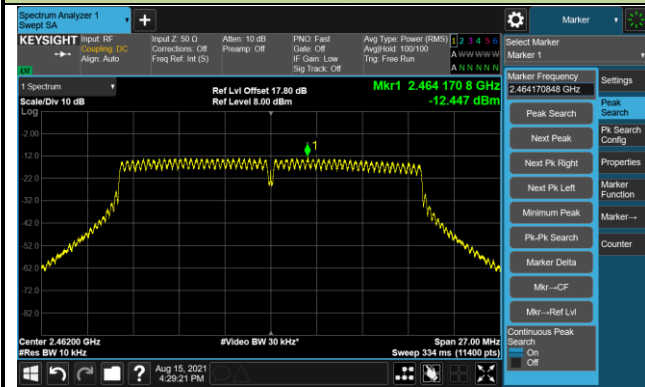 Spectrum Analyzer 1
Swept SA
Marker
KEYSIGHT
Input: RF
Coupling: DC
Align: Auto
Input Z: 50 Ω
Corrections: Off
Freq Ref: Int (S)
Atten: 10 dB
Preamp: Off
PNO: Fast
Gate: Off
IF Gain: Low
Sig Track: Off
Avg Type: Power (RMS)
Avg|Hold: 100/100
Trig: Free Run
1 2 3 4 5 6
A W W W W W
A N N N N N
Select Marker
Marker 1
1 Spectrum
Scale/Div 10 dB
Log
Ref Lvl Offset 17.80 dB
Ref Level 8.00 dBm
Mkr1 2.464 170 8 GHz
-12.447 dBm
Marker Frequency
2.464170848 GHz
Peak Search
Next Peak
Next Pk Right
Next Pk Left
Minimum Peak
Pk-Pk Search
Marker Delta
Mkr→CF
Mkr→Ref Lvl
Continuous Peak
Search
On
Off
Settings
Peak
Search
Pk Search
Config
Properties
Marker
Function
Marker→
Counter
1
-2.00
-12.0
-22.0
-32.0
-42.0
-52.0
-62.0
-72.0
-82.0
Center 2.46200 GHz
#Res BW 10 kHz
#Video BW 30 kHz*
Span 27.00 MHz
Sweep 334 ms (11400 pts)
Aug 15, 2021
4:29:21 PM